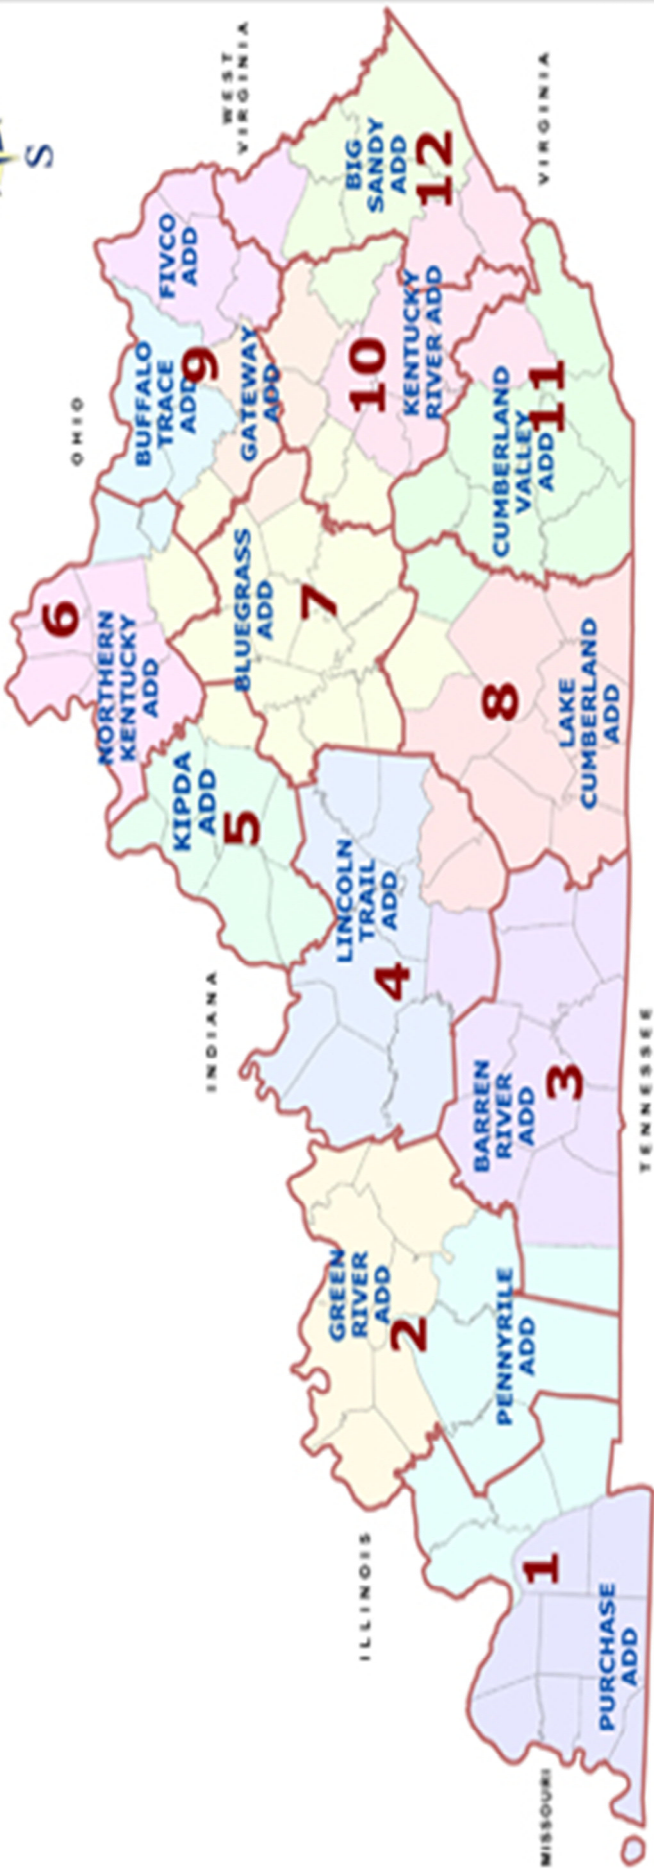 S
WEST
VIRGINIA
VIRGINIA
OHIO
INDIANA
ILLINOIS
MISSOURI
TENNESSEE
BIG
SANDY
ADD
12
FIVCO
ADD
BUFFALO
TRACE
ADD
9
GATEWAY
ADD
10
KENTUCKY
RIVER ADD
CUMBERLAND
VALLEY
ADD
11
6
NORTHERN
KENTUCKY
ADD
BLUEGRASS
ADD
7
8
LAKE
CUMBERLAND
ADD
KIPDA
ADD
5
LINCOLN
TRAIL
ADD
4
BARREN
RIVER
ADD
3
GREEN
RIVER
ADD
2
PENNYRILE
ADD
1
PURCHASE
ADD